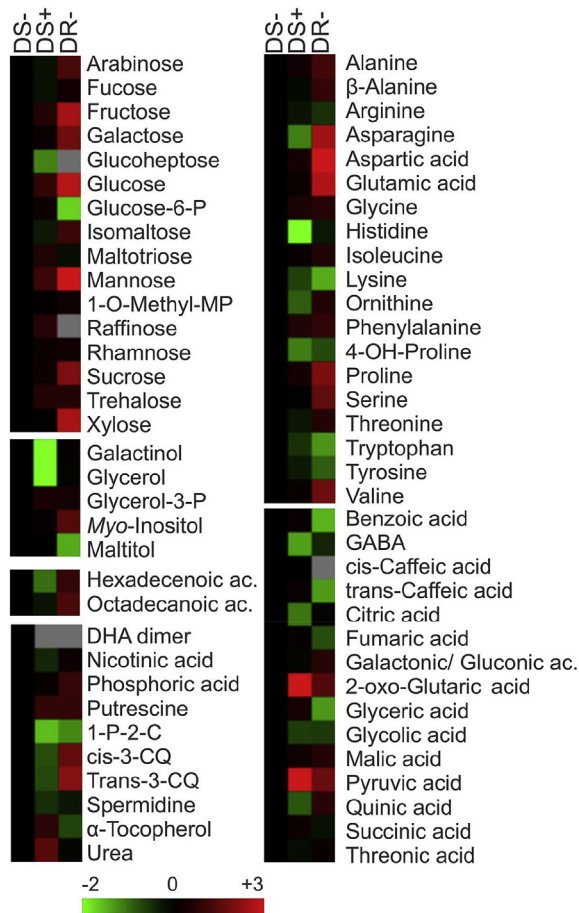 DS-
DS+
DR-
Arabinose
Fucose
Fructose
Galactose
Glucoheptose
Glucose
Glucose-6-P
Isomaltose
Maltotriose
Mannose
1-O-Methyl-MP
Raffinose
Rhamnose
Sucrose
Trehalose
Xylose
Galactinol
Glycerol
Glycerol-3-P
Myo-Inositol
Maltitol
Hexadecenoic ac.
Octadecanoic ac.
DHA dimer
Nicotinic acid
Phosphoric acid
Putrescine
1-P-2-C
cis-3-CQ
Trans-3-CQ
Spermidine
α-Tocopherol
Urea
-2 0 +3
DS-
DS+
DR-
Alanine
β-Alanine
Arginine
Asparagine
Aspartic acid
Glutamic acid
Glycine
Histidine
Isoleucine
Lysine
Ornithine
Phenylalanine
4-OH-Proline
Proline
Serine
Threonine
Tryptophan
Tyrosine
Valine
Benzoic acid
GABA
cis-Caffeic acid
trans-Caffeic acid
Citric acid
Fumaric acid
Galactonic/ Gluconic ac.
2-oxo-Glutaric acid
Glyceric acid
Glycolic acid
Malic acid
Pyruvic acid
Quinic acid
Succinic acid
Threonic acid